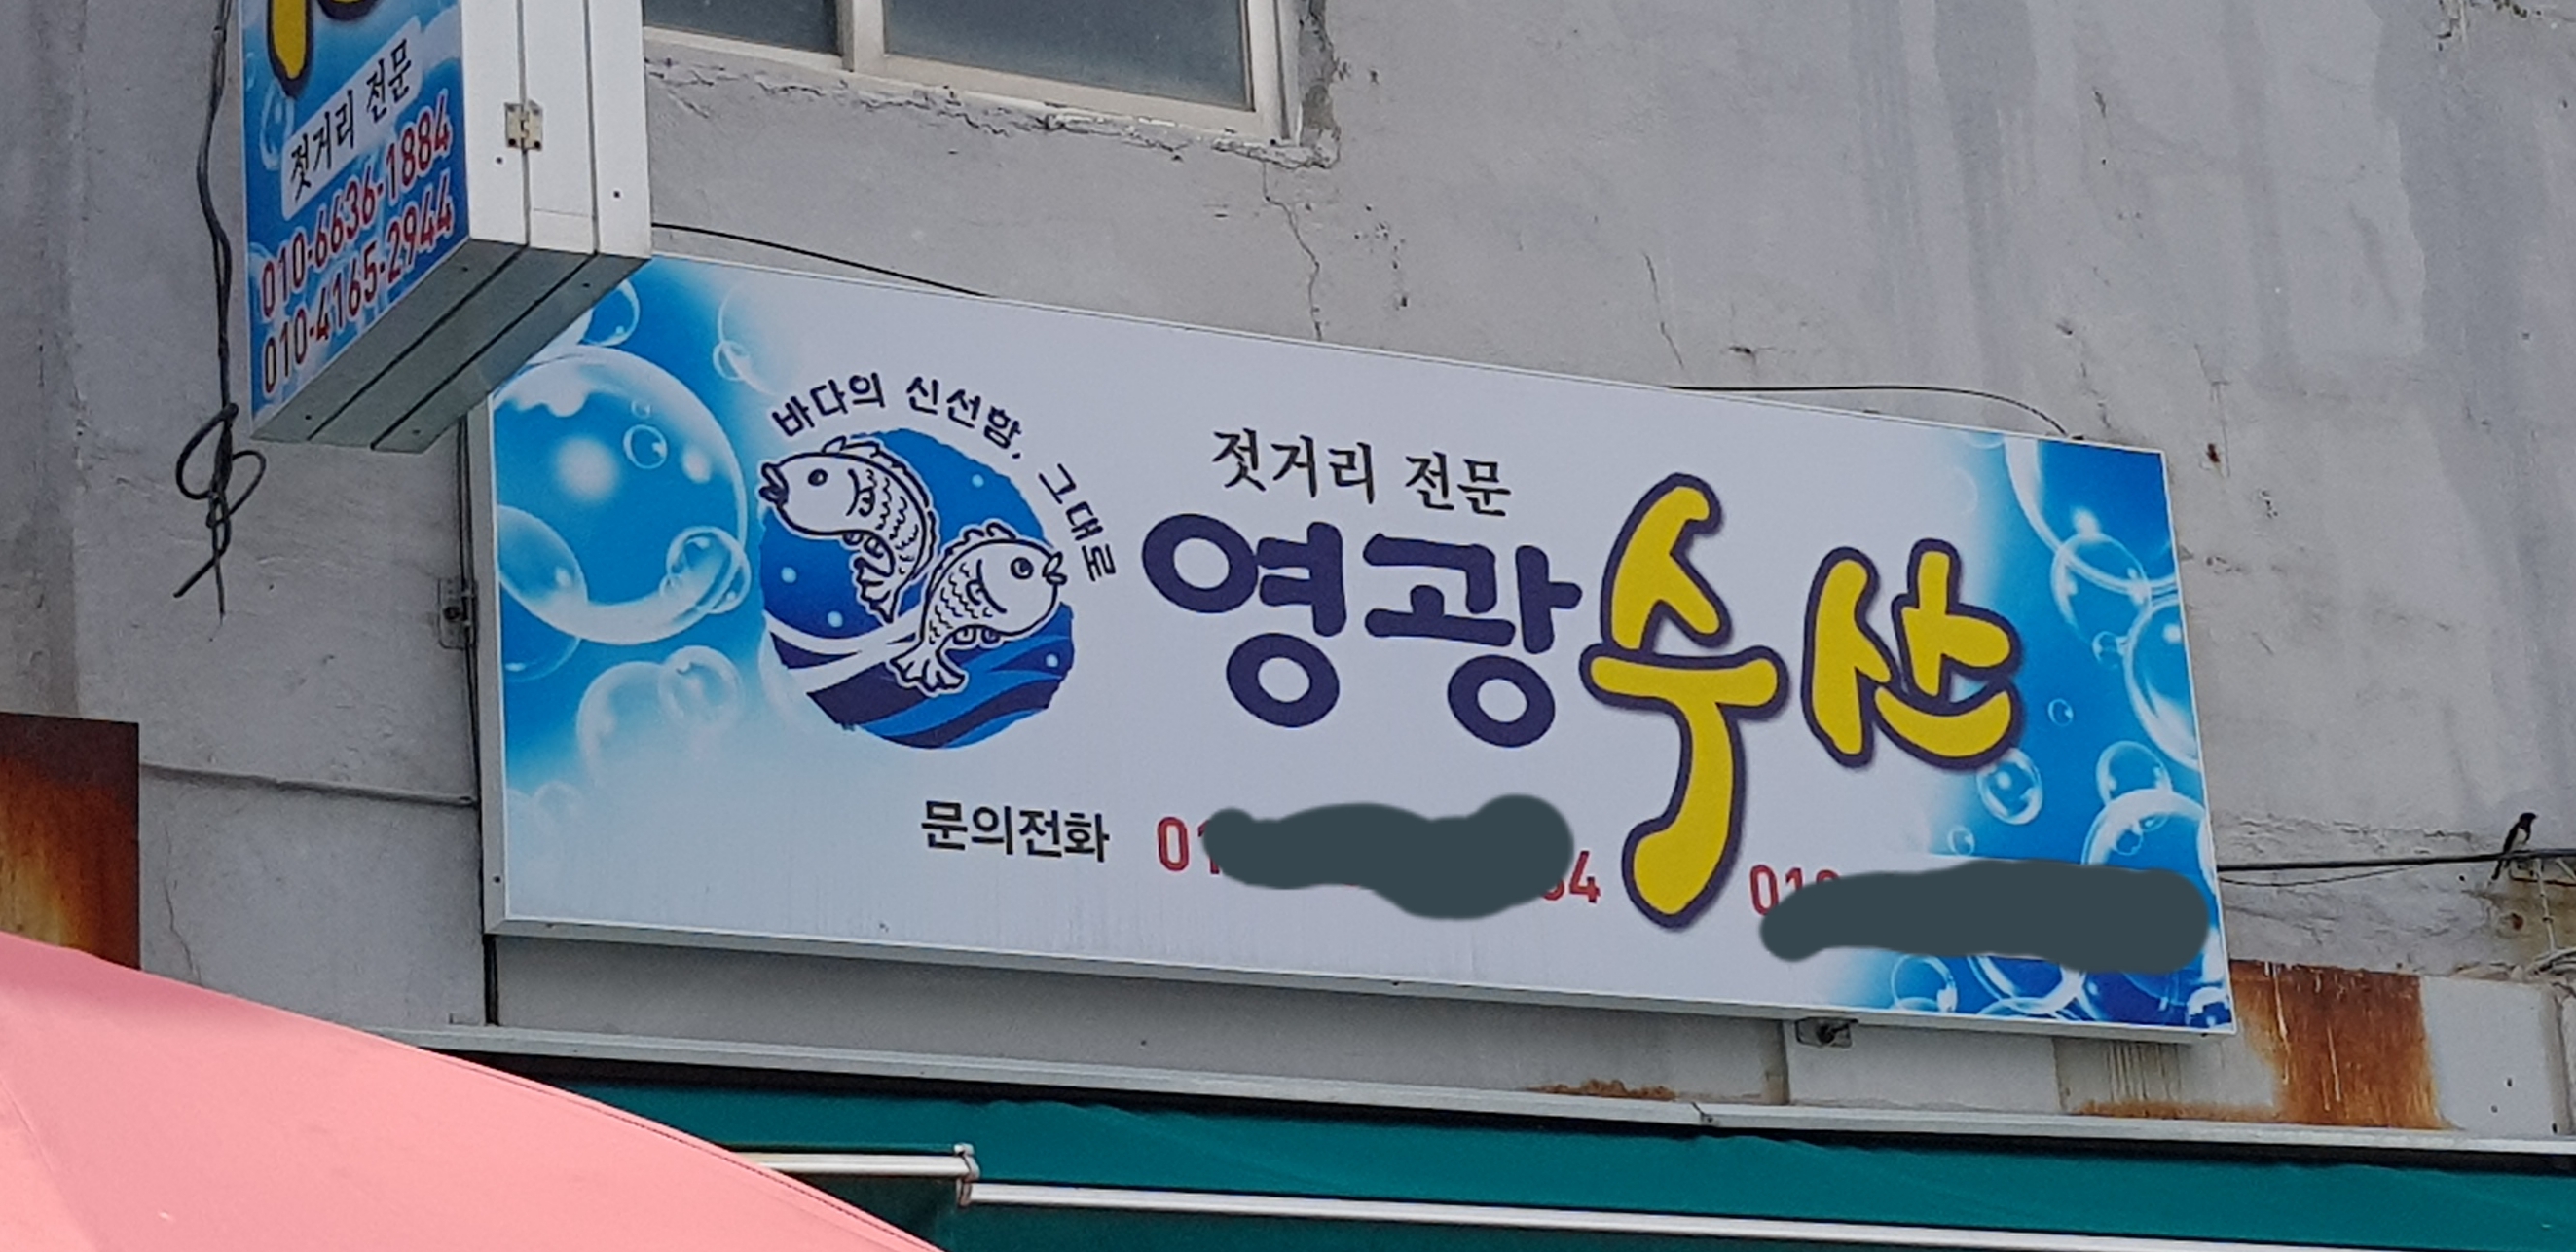 젓거리 전문
010-6636-1884
010-4165-2944
바다의 신선함, 그대로
젓거리 전문
영광수산
문의전화